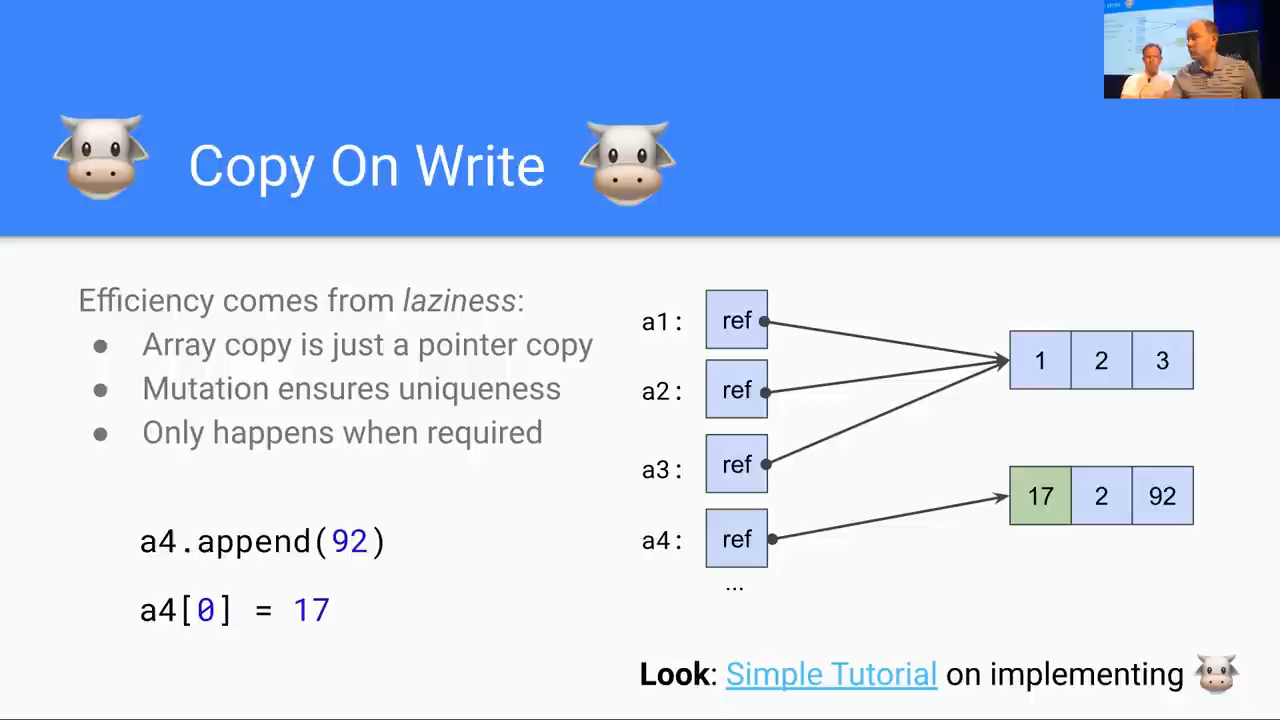 Copy On Write
Efficiency comes from laziness:
● Array copy is just a pointer copy
● Mutation ensures uniqueness
● Only happens when required
a4.append(92)
a4[0] = 17
a1: ref
a2: ref
a3: ref
a4: ref
...
1 2 3
17 2 92
Look: Simple Tutorial on implementing